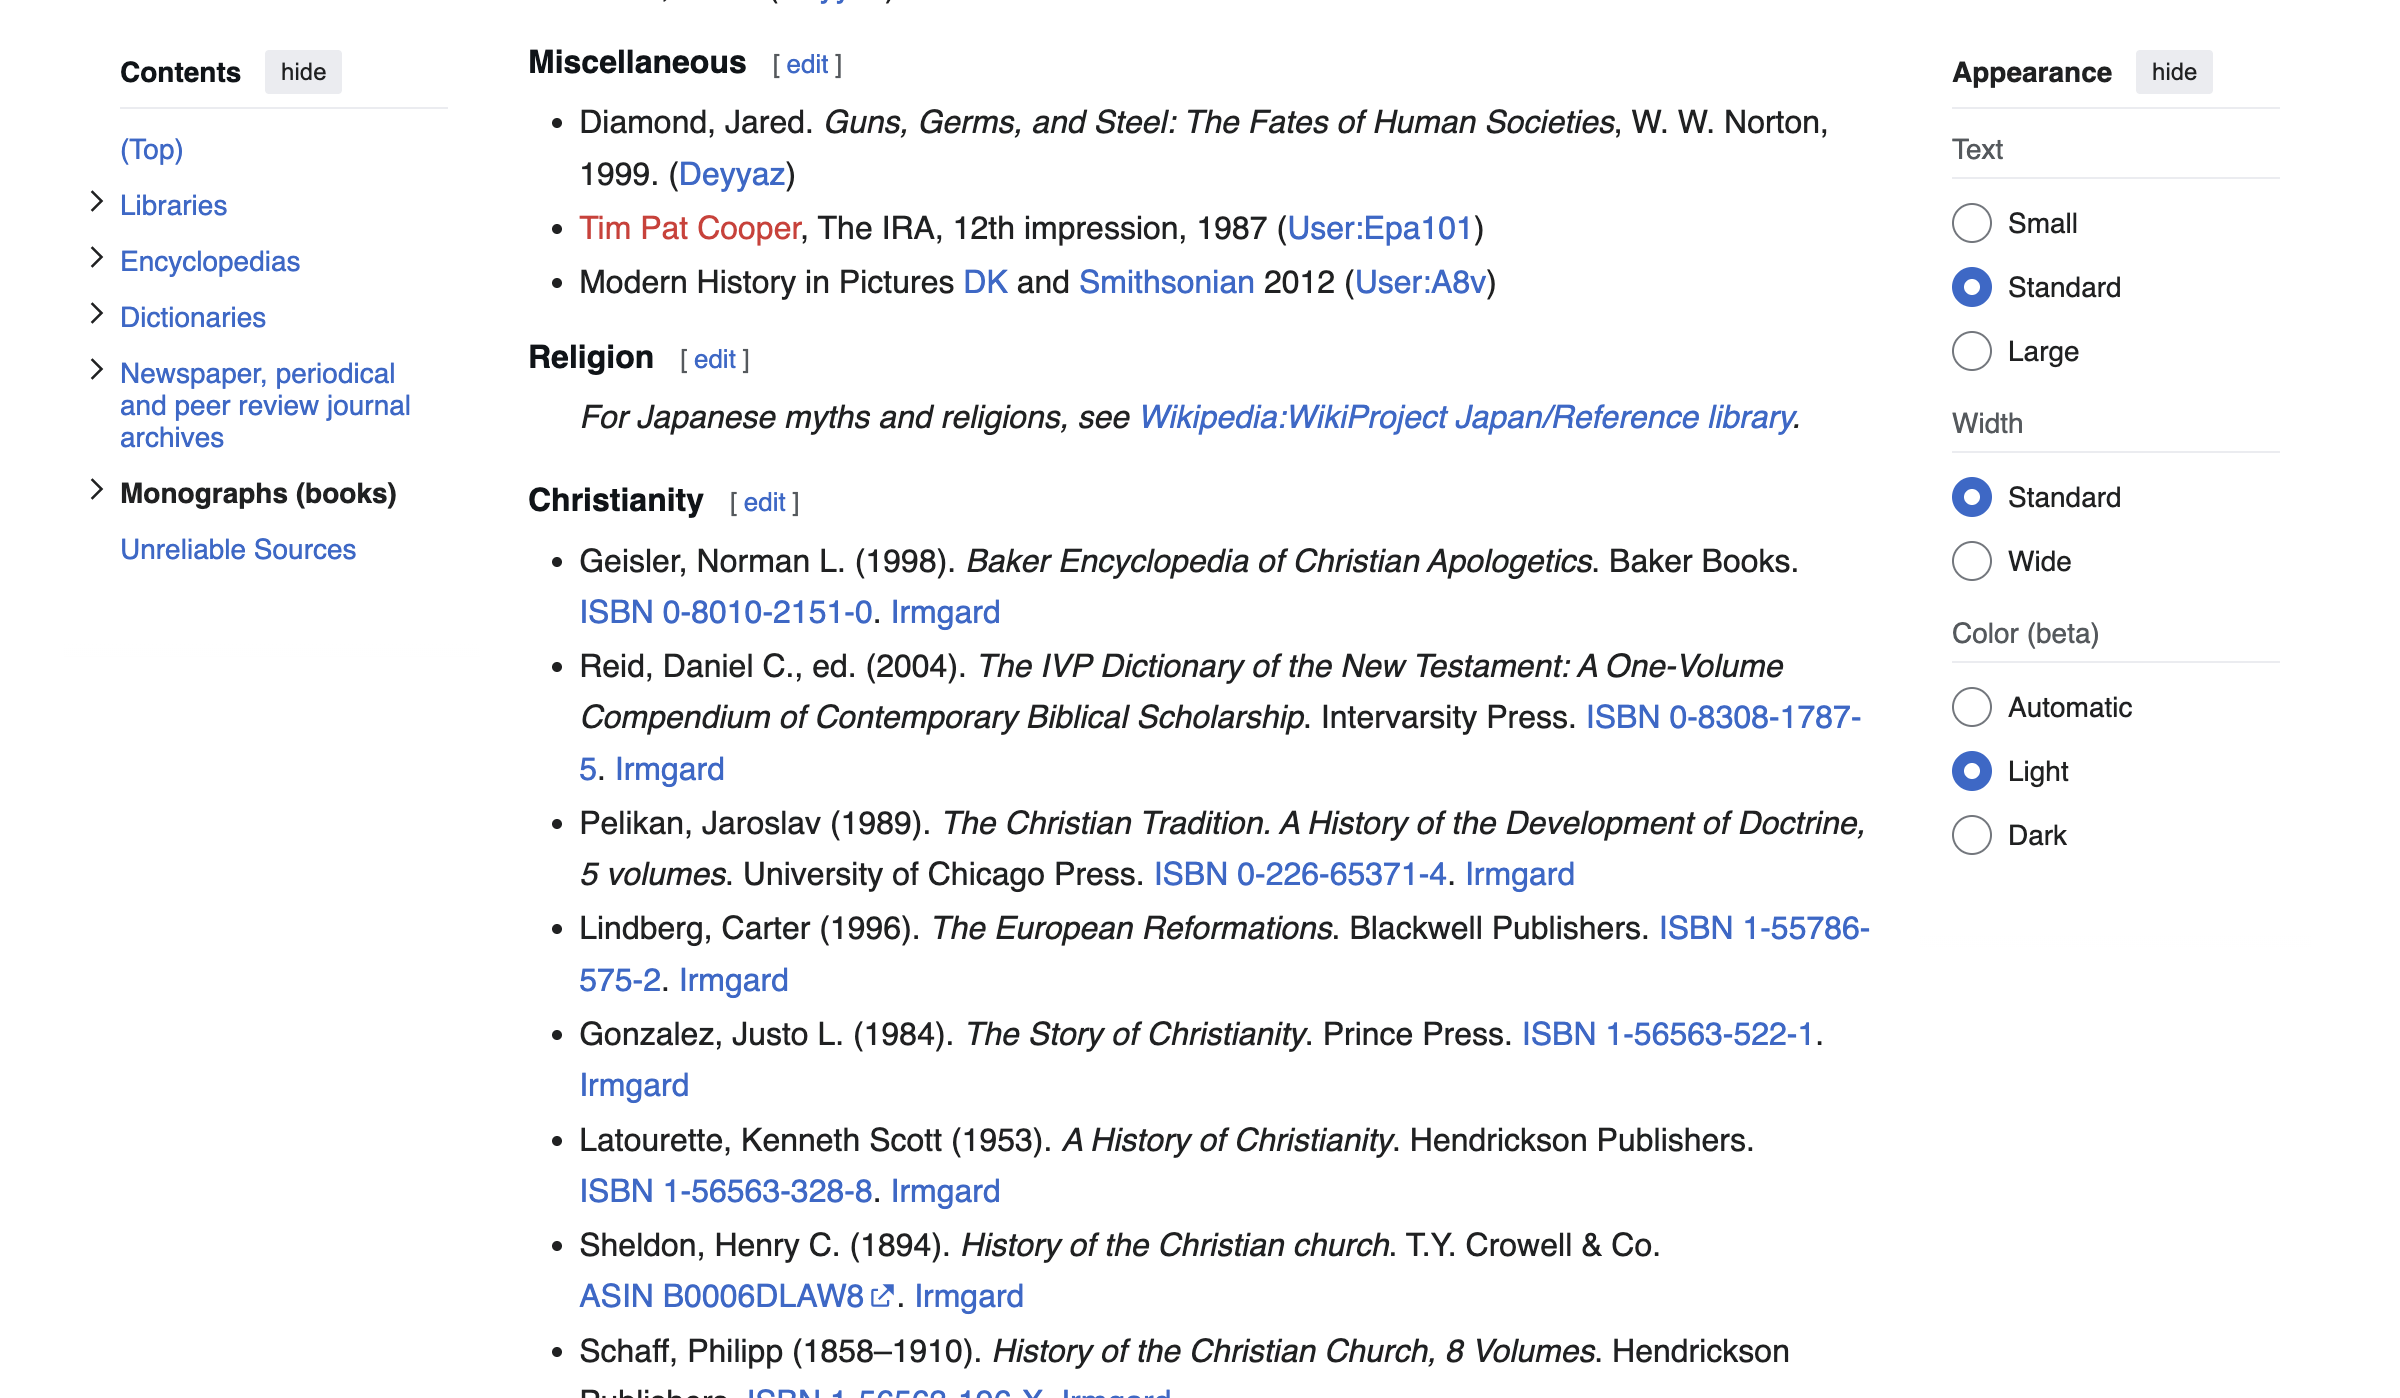 Contents hide
(Top)
Libraries
Encyclopedias
Dictionaries
Newspaper, periodical
and peer review journal
archives
Monographs (books)
Unreliable Sources
Miscellaneous [ edit ]
• Diamond, Jared. Guns, Germs, and Steel: The Fates of Human Societies, W. W. Norton,
1999. (Deyyaz)
• Tim Pat Cooper, The IRA, 12th impression, 1987 (User:Epa101)
• Modern History in Pictures DK and Smithsonian 2012 (User:A8v)
Religion [ edit ]
For Japanese myths and religions, see Wikipedia:WikiProject Japan/Reference library.
Christianity [ edit ]
• Geisler, Norman L. (1998). Baker Encyclopedia of Christian Apologetics. Baker Books.
ISBN 0-8010-2151-0. Irmgard
• Reid, Daniel C., ed. (2004). The IVP Dictionary of the New Testament: A One-Volume
Compendium of Contemporary Biblical Scholarship. Intervarsity Press. ISBN 0-8308-1787-
5. Irmgard
• Pelikan, Jaroslav (1989). The Christian Tradition. A History of the Development of Doctrine,
5 volumes. University of Chicago Press. ISBN 0-226-65371-4. Irmgard
• Lindberg, Carter (1996). The European Reformations. Blackwell Publishers. ISBN 1-55786-
575-2. Irmgard
• Gonzalez, Justo L. (1984). The Story of Christianity. Prince Press. ISBN 1-56563-522-1.
Irmgard
• Latourette, Kenneth Scott (1953). A History of Christianity. Hendrickson Publishers.
ISBN 1-56563-328-8. Irmgard
• Sheldon, Henry C. (1894). History of the Christian church. T.Y. Crowell & Co.
ASIN B0006DLAW8. Irmgard
• Schaff, Philipp (1858–1910). History of the Christian Church, 8 Volumes. Hendrickson
Publishers. ISBN 1-56563-196-X. Irmgard
Appearance hide
Text
Small
Standard
Large
Width
Standard
Wide
Color (beta)
Automatic
Light
Dark